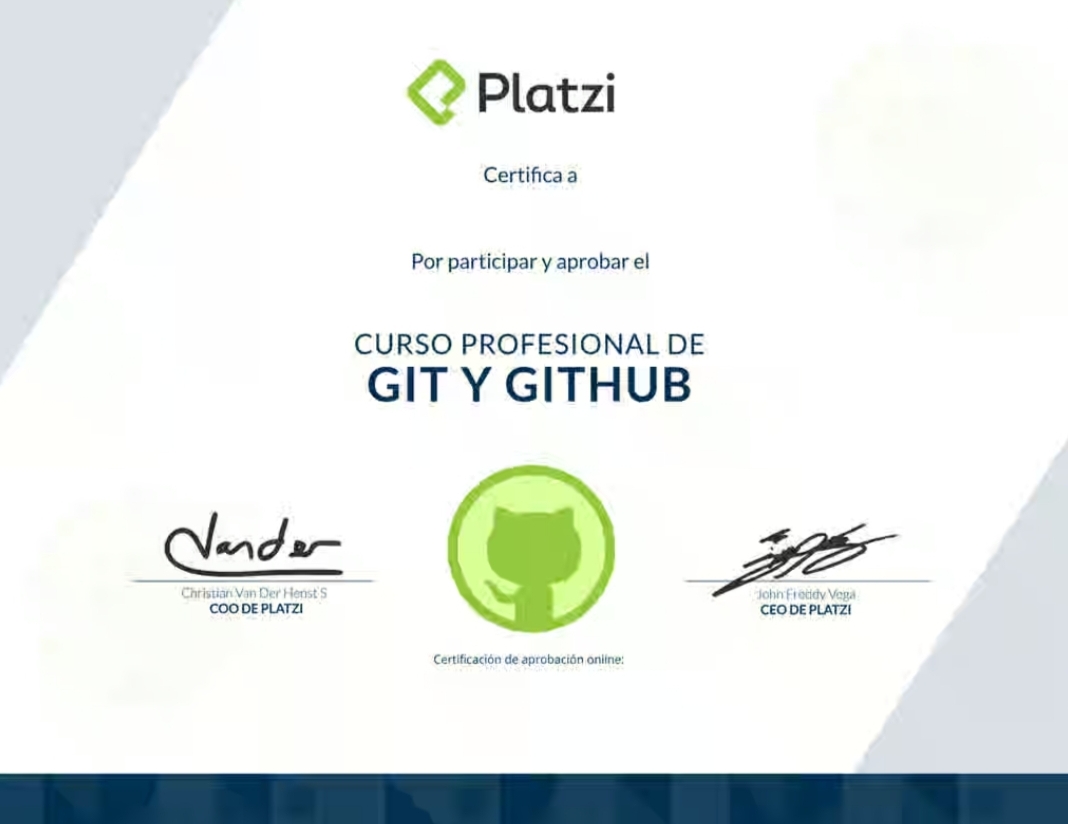 Platzi
Certifica a
Por participar y aprobar el
CURSO PROFESIONAL DE
GIT Y GITHUB
Vander
Christian Van Der Henst S
COO DE PLATZI
John Freddy Vega
CEO DE PLATZI
Certificación de aprobación online: